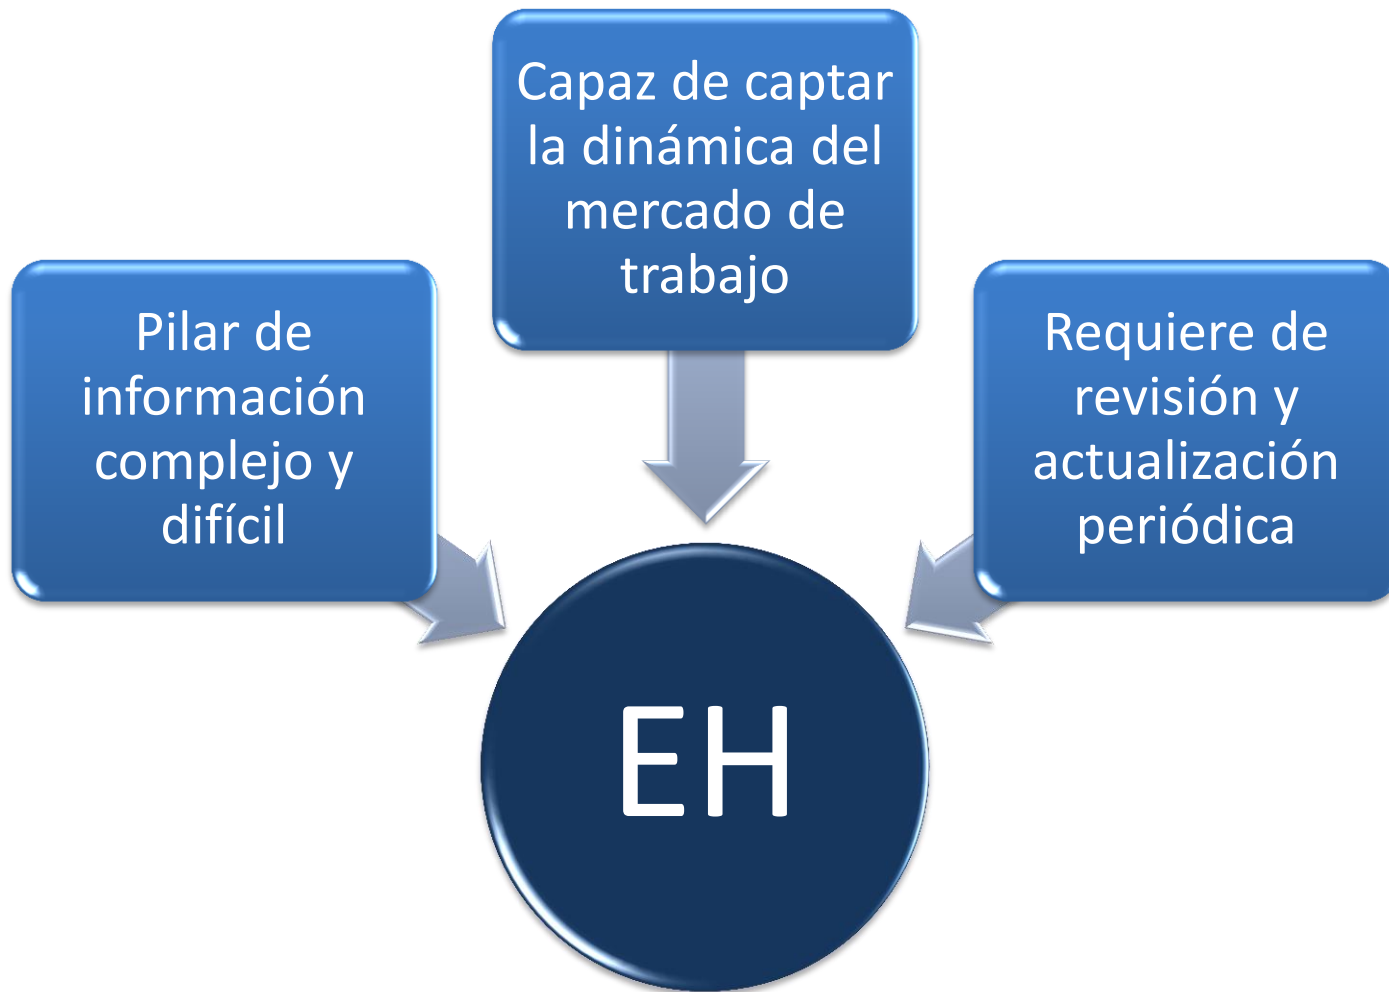 Pilar de
información
complejo y
difícil
Capaz de captar
la dinámica del
mercado de
trabajo
Requiere de
revisión y
actualización
periódica
EH